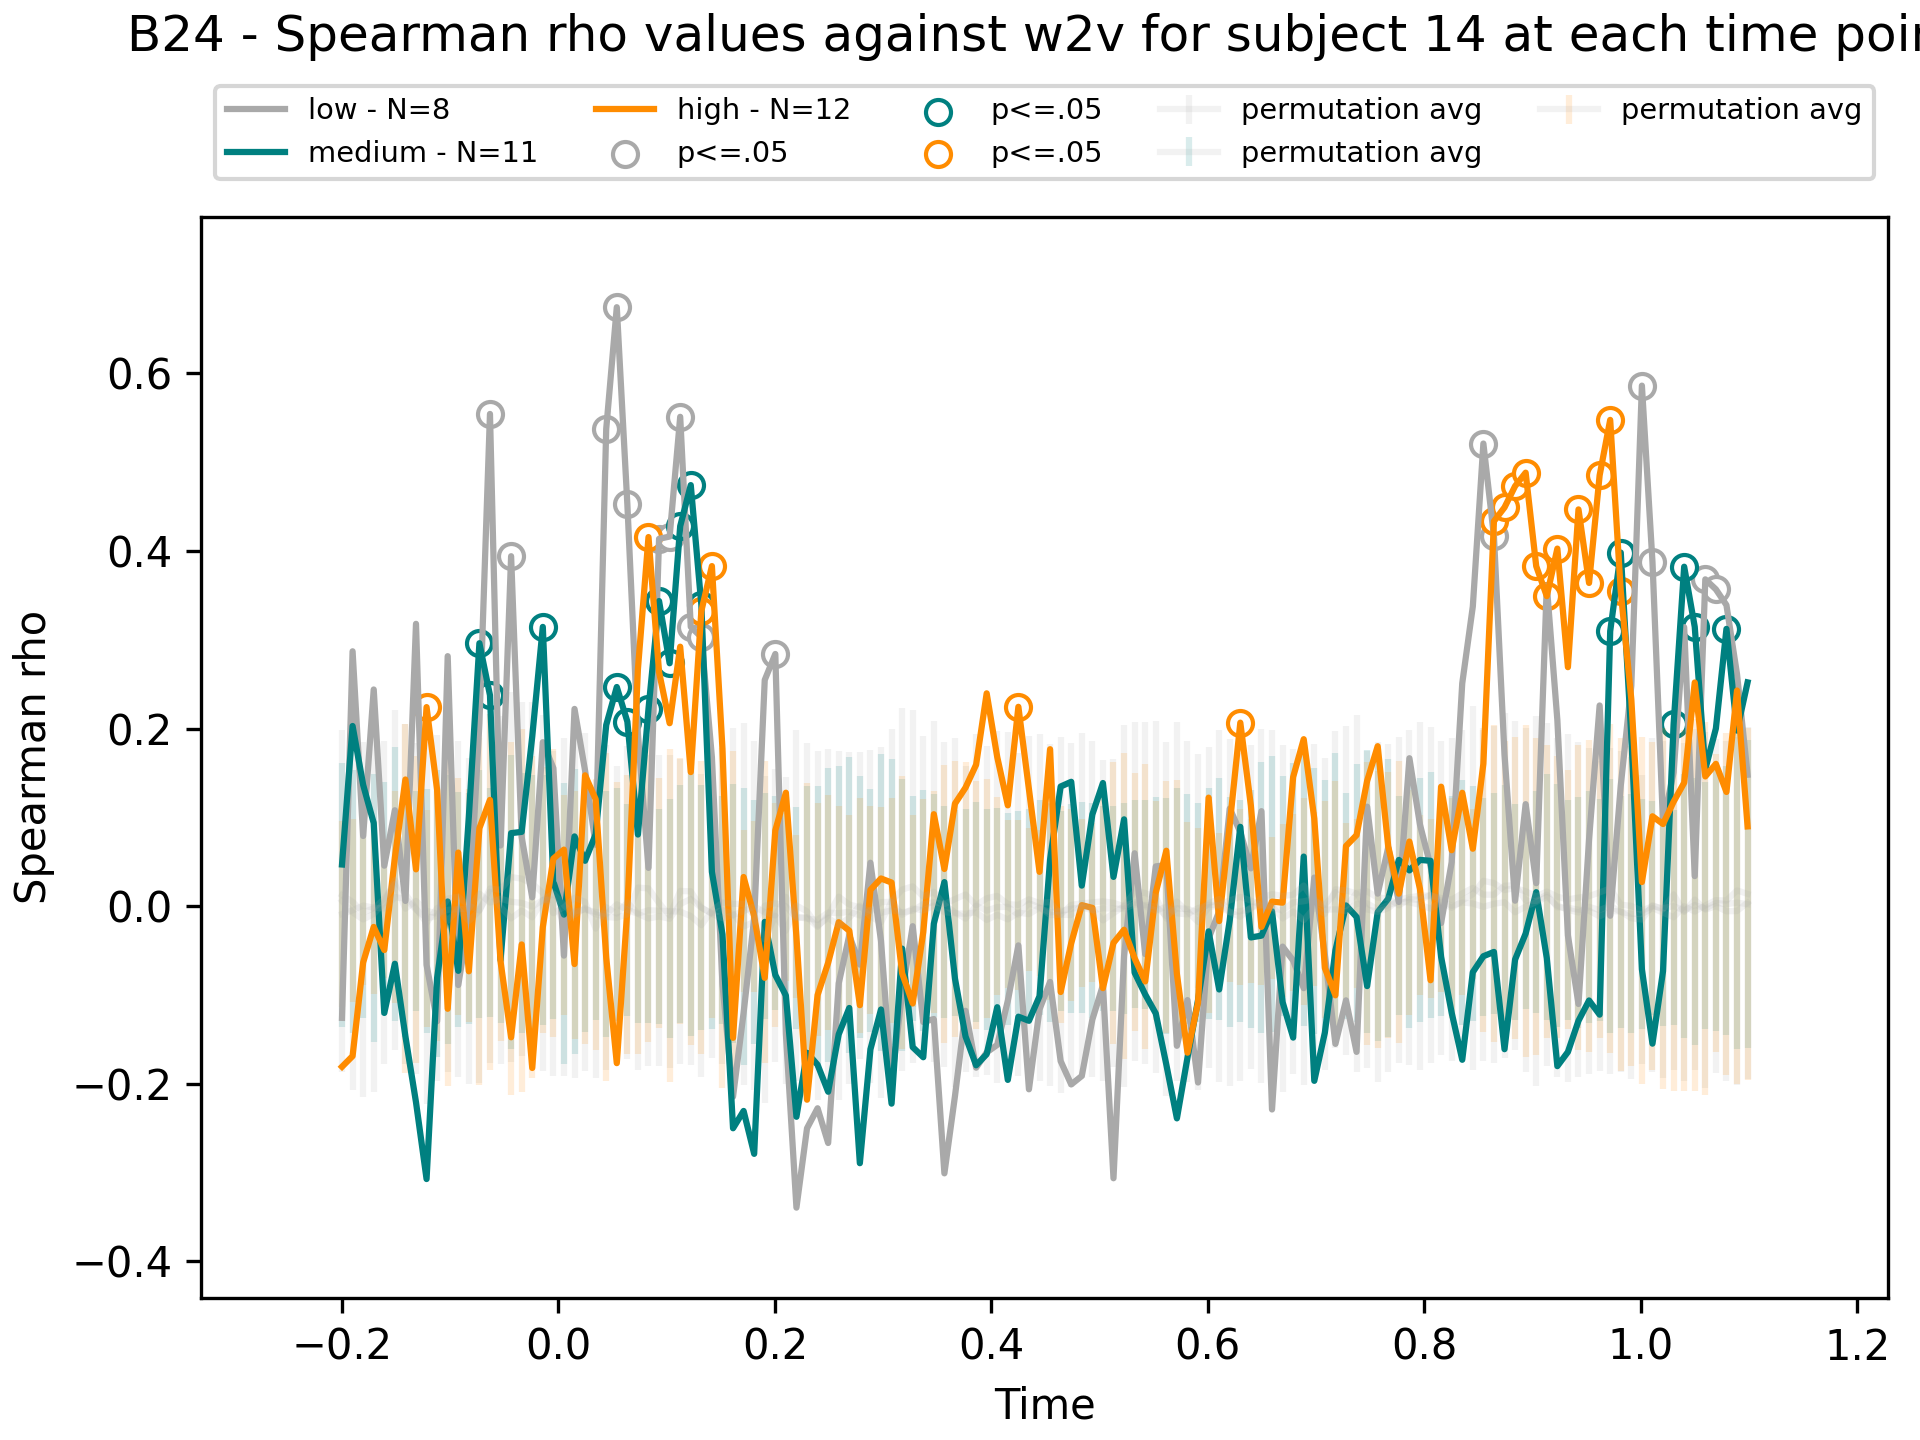 B24 - Spearman rho values against w2v for subject 14 at each time
low - N=8
medium - N=11
high - N=12
p<=.05
p<=.05
p<=.05
permutation avg
permutation avg
permutation avg
Spearman rho
0.6
0.4
0.2
0.0
−0.2
−0.4
−0.2 0.0 0.2 0.4 0.6 0.8 1.0 1.2
Time